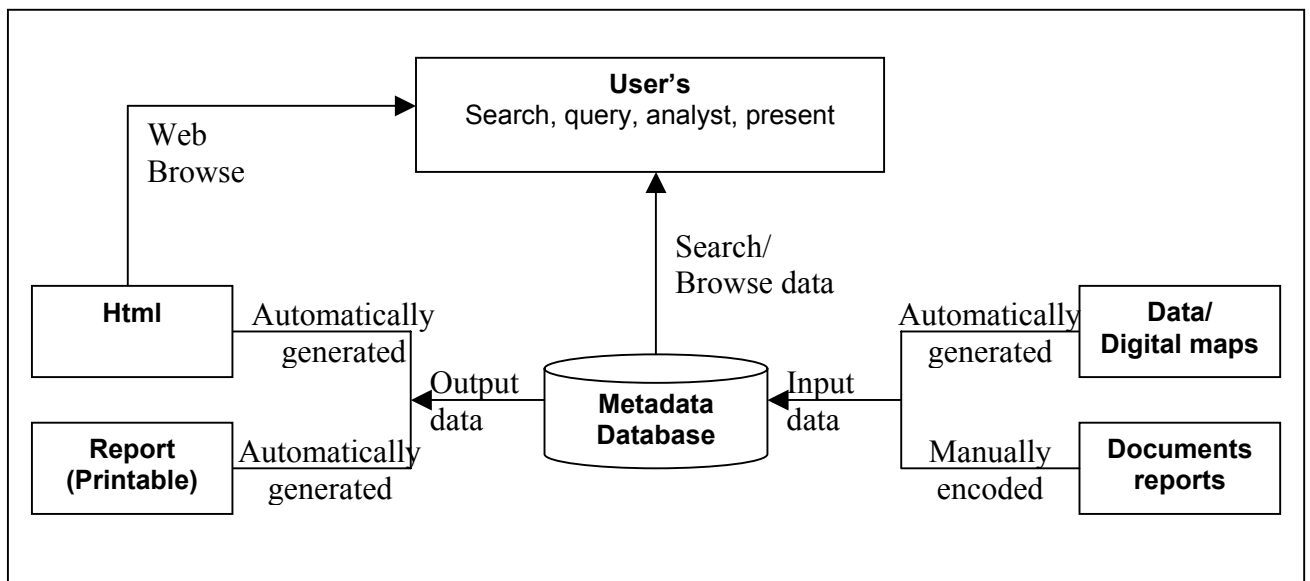 User’s
Search, query, analyst, present
Web
Browse
Search/
Browse data
Html
Automatically
generated
Output
data
Report
(Printable)
Automatically
generated
Metadata
Database
Input
data
Automatically
generated
Data/
Digital maps
Manually
encoded
Documents
reports